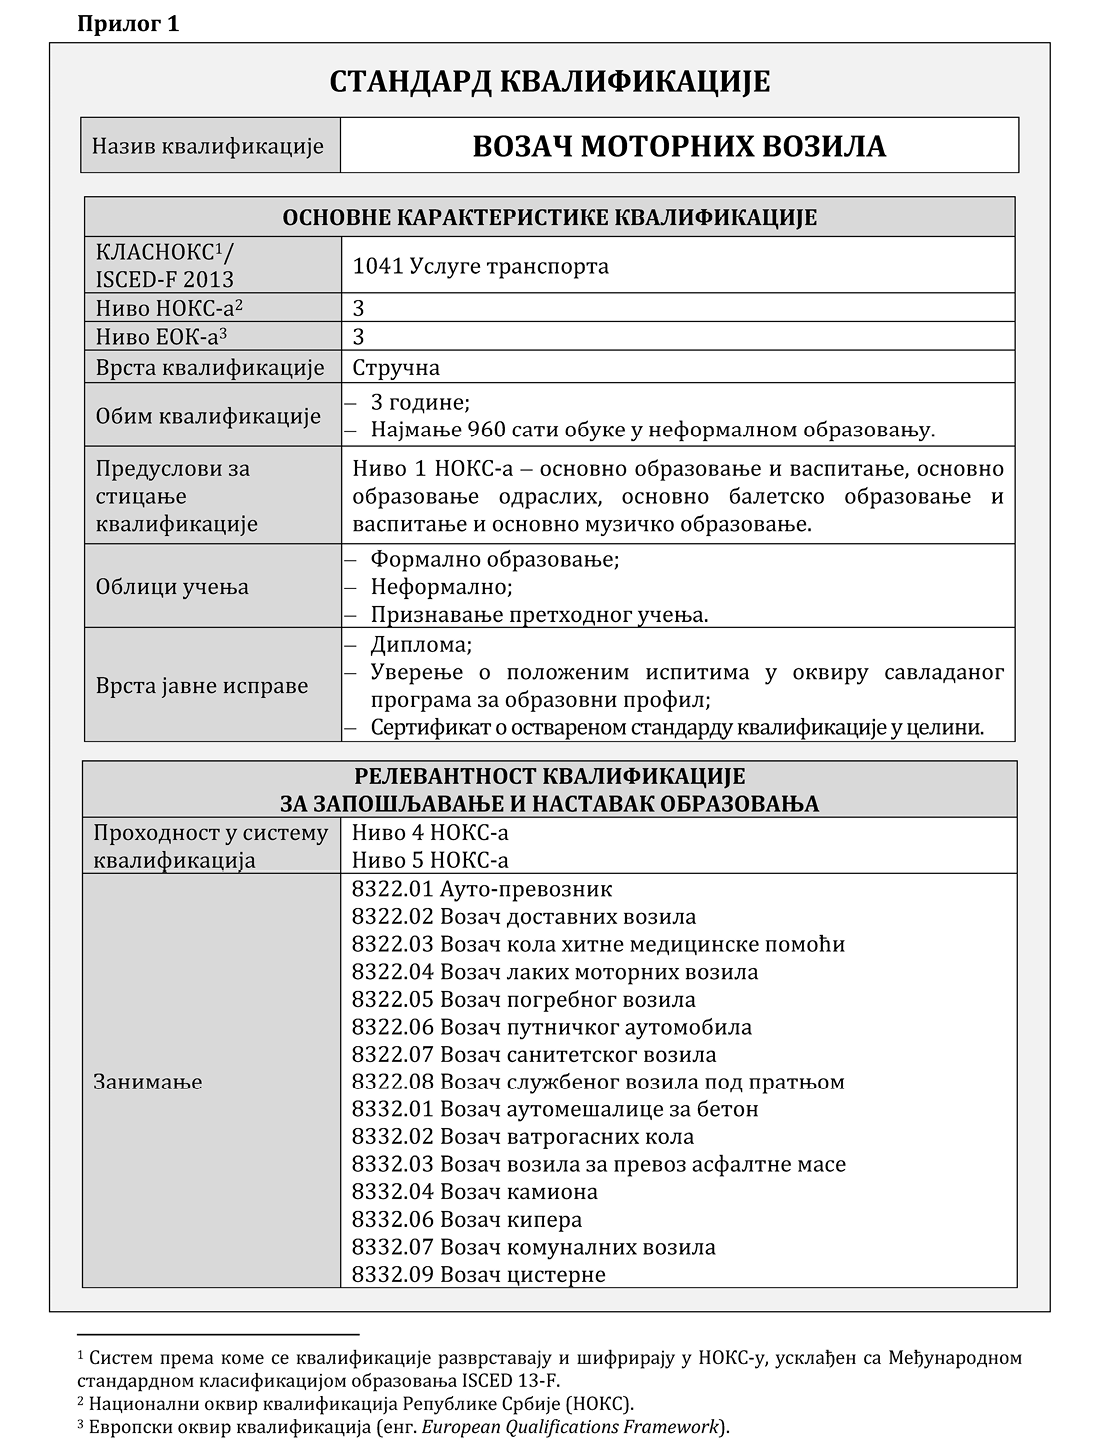 Прилог 1
СТАНДАРД КВАЛИФИКАЦИЈЕ
Назив квалификације
ВОЗАЧ МОТОРНИХ ВОЗИЛА
ОСНОВНЕ КАРАКТЕРИСТИКЕ КВАЛИФИКАЦИЈЕ
КЛАСНОКС¹/
ISCED-F 2013
1041 Услуге транспорта
Ниво НОКС-а²
3
Ниво ЕОК-а³
3
Врста квалификације
Стручна
Обим квалификације
– 3 године;
– Најмање 960 сати обуке у неформалном образовању.
Предуслови за
стицање
квалификације
Ниво 1 НОКС-а – основно образовање и васпитање, основно
образовање одраслих, основно балетско образовање и
васпитање и основно музичко образовање.
Облици учења
– Формално образовање;
– Неформално;
– Признавање претходног учења.
Врста јавне исправе
– Диплома;
– Уверење о положеним испитима у оквиру савладаног
програма за образовни профил;
– Сертификат о оствареном стандарду квалификације у целини.
РЕЛЕВАНТНОСТ КВАЛИФИКАЦИЈЕ
ЗА ЗАПОШЉАВАЊЕ И НАСТАВАК ОБРАЗОВАЊА
Проходност у систему
квалификација
Ниво 4 НОКС-а
Ниво 5 НОКС-а
Занимање
8322.01 Ауто-превозник
8322.02 Возач доставних возила
8322.03 Возач кола хитне медицинске помоћи
8322.04 Возач лаких моторних возила
8322.05 Возач погребног возила
8322.06 Возач путничког аутомобила
8322.07 Возач санитетског возила
8322.08 Возач службеног возила под пратњом
8332.01 Возач аутомешалице за бетон
8332.02 Возач ватрогасних кола
8332.03 Возач возила за превоз асфалтне масе
8332.04 Возач камиона
8332.06 Возач кипера
8332.07 Возач комуналних возила
8332.09 Возач цистерне
¹ Систем према коме се квалификације разврставају и шифрирају у НОКС-у, усклађен са Међународном
стандардном класификацијом образовања ISCED 13-F.
² Национални оквир квалификација Републике Србије (НОКС).
³ Европски оквир квалификација (енг. European Qualifications Framework).